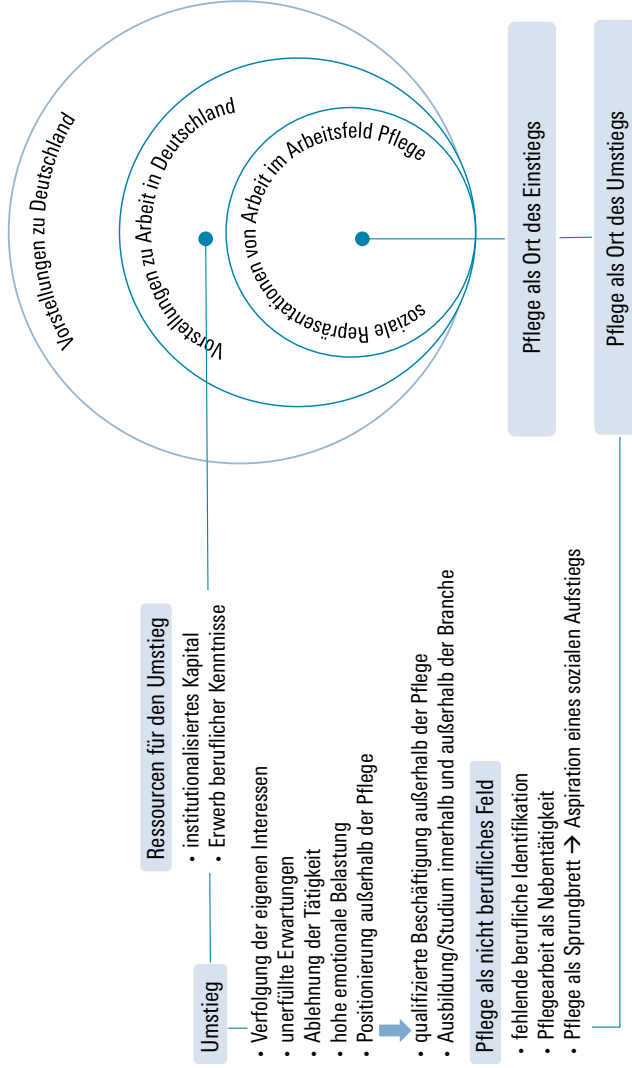 Umstieg
Ressourcen für den Umstieg
• institutionalisiertes Kapital
• Erwerb beruflicher Kenntnisse
• Verfolgung der eigenen Interessen
• unerfüllte Erwartungen
• Ablehnung der Tätigkeit
• hohe emotionale Belastung
• Positionierung außerhalb der Pflege
• qualifizierte Beschäftigung außerhalb der Pflege
• Ausbildung/Studium innerhalb und außerhalb der Branche
Pflege als nicht berufliches Feld
• fehlende berufliche Identifikation
• Pflegearbeit als Nebentätigkeit
• Pflege als Sprungbrett → Aspiration eines sozialen Aufstiegs
Vorstellungen zu Deutschland
Vorstellungen zu Arbeit in Deutschland
soziale Repräsentationen von Arbeit im Arbeitsfeld Pflege
Pflege als Ort des Einstiegs
Pflege als Ort des Umstiegs